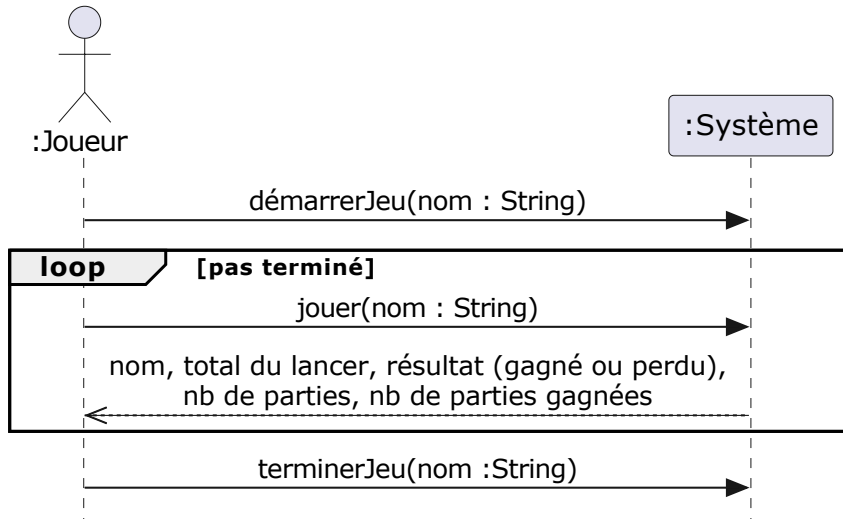 :Joueur
:Système
démarrerJeu(nom : String)
loop [pas terminé]
jouer(nom : String)
nom, total du lancer, résultat (gagné ou perdu),
nb de parties, nb de parties gagnées
terminerJeu(nom :String)